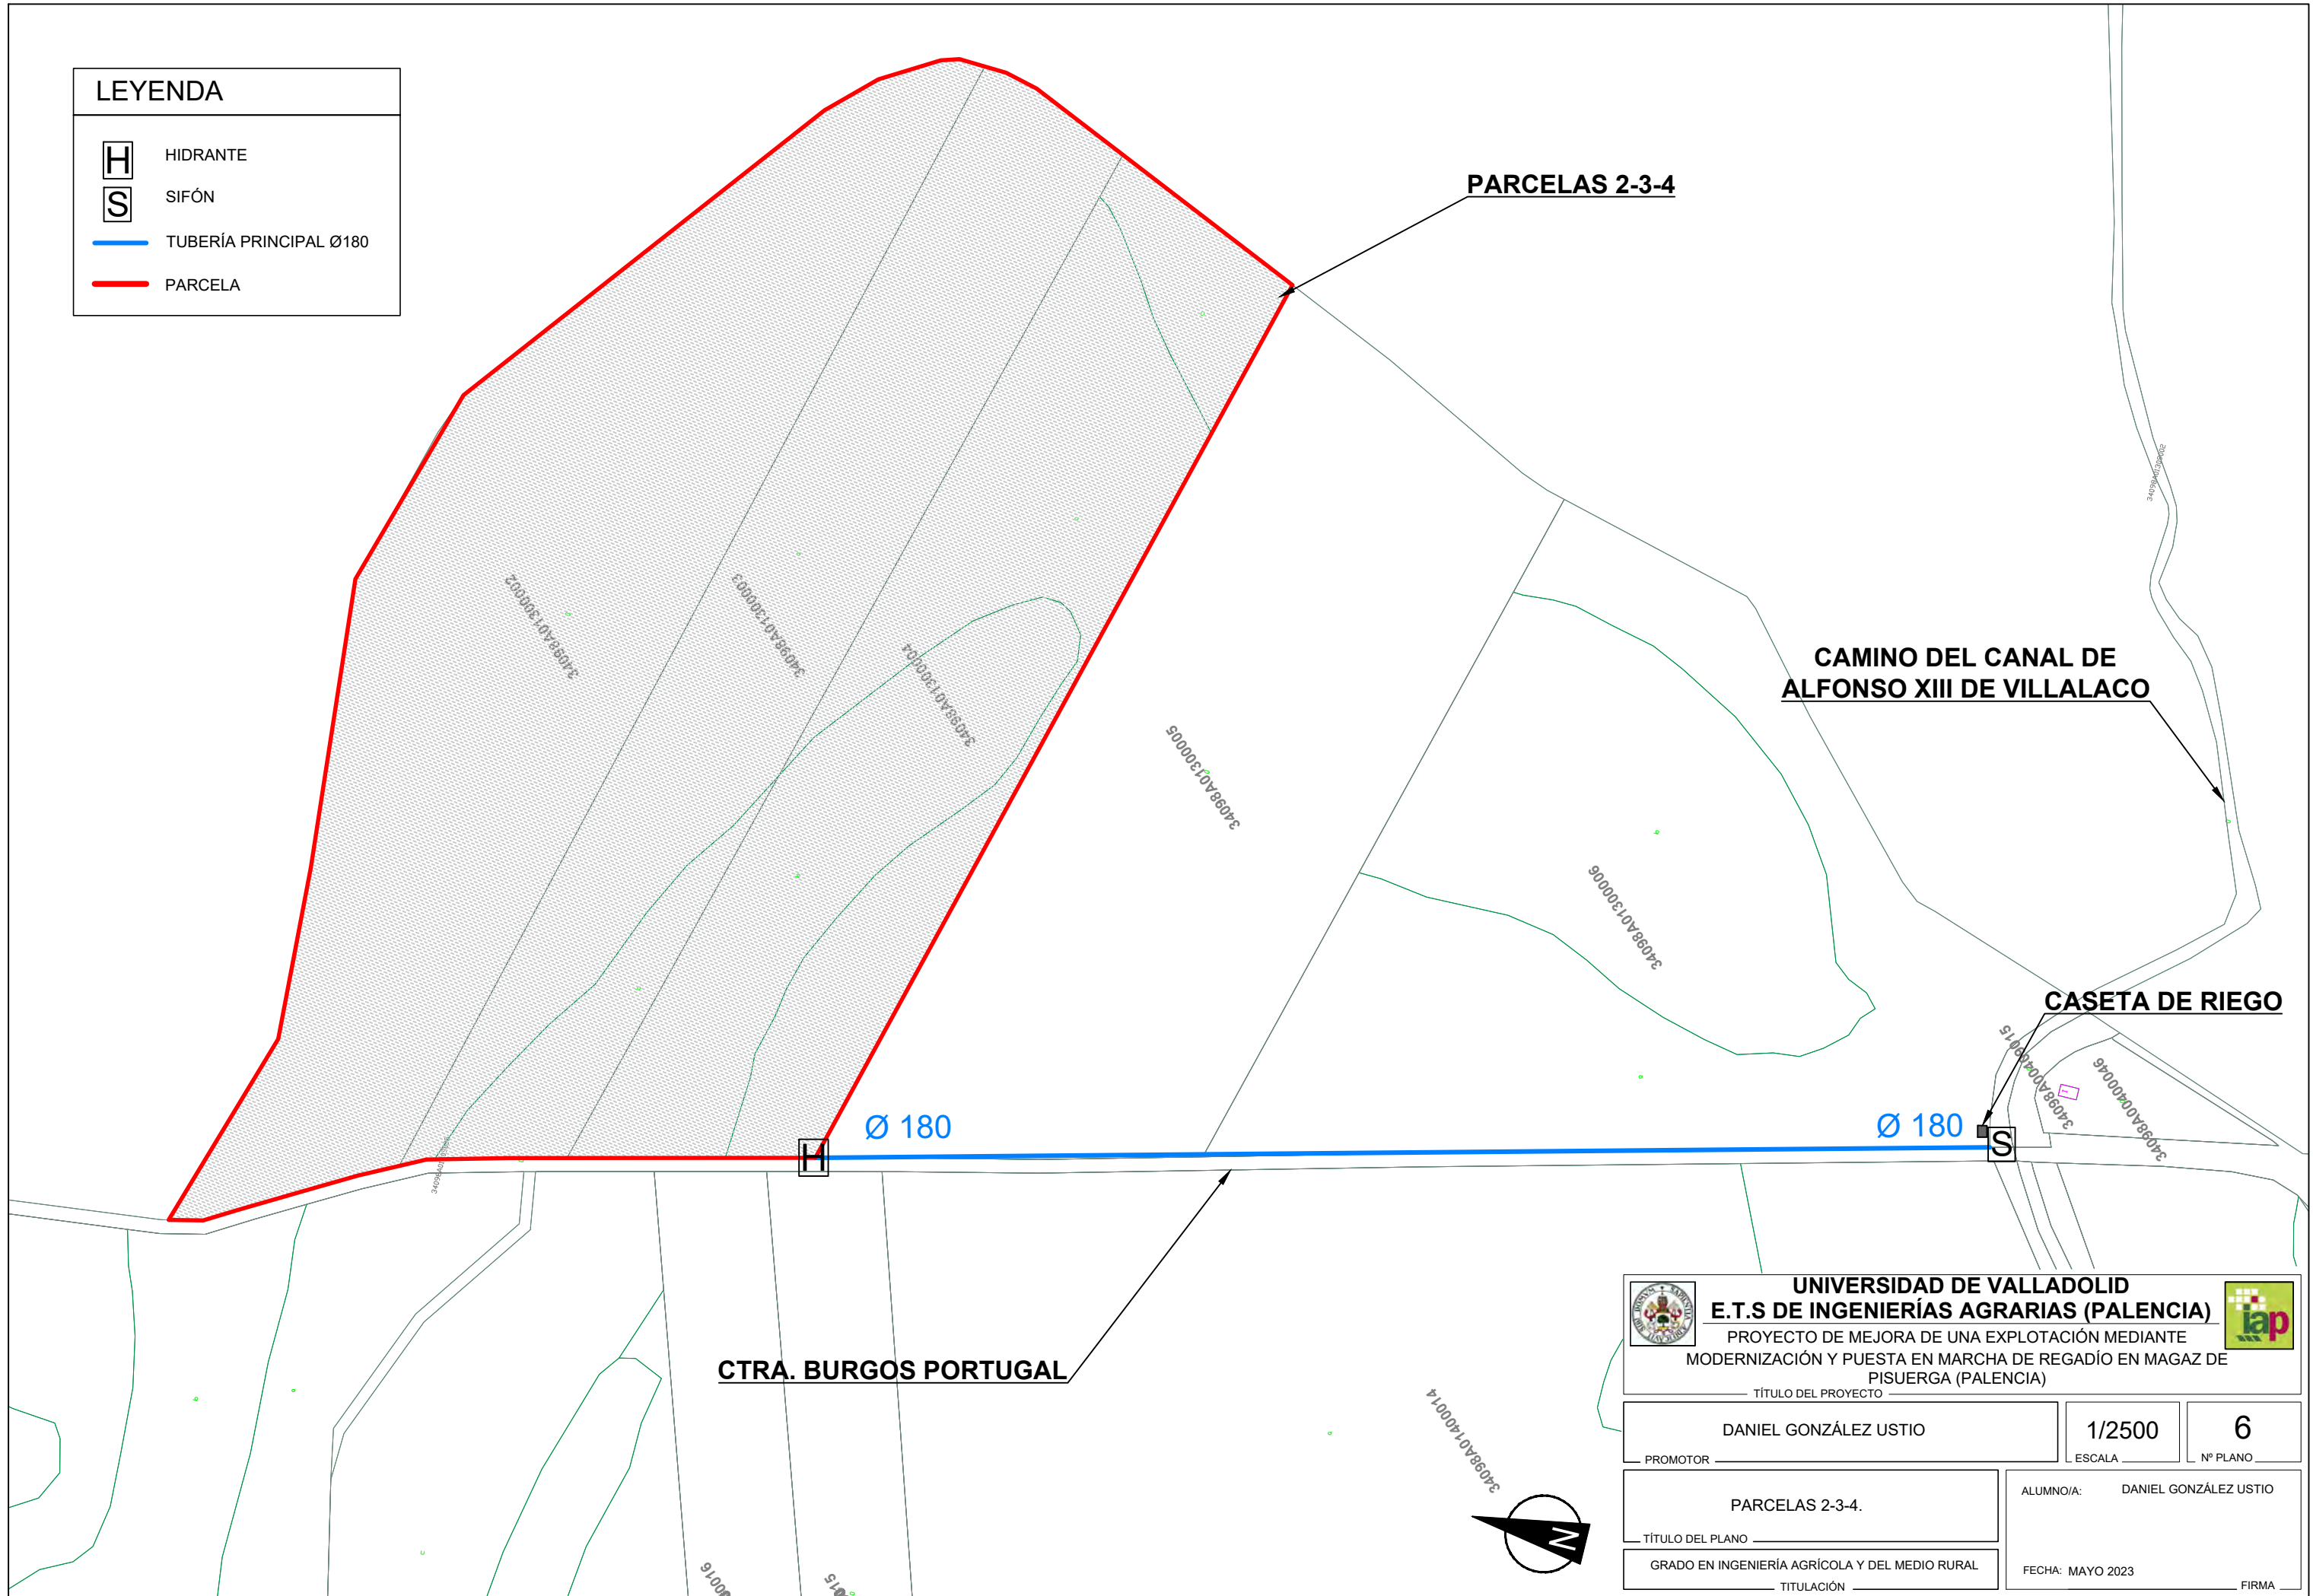 LEYENDA
H HIDRANTE
S SIFÓN
TUBERÍA PRINCIPAL Ø180
PARCELA
PARCELAS 2-3-4
34098A01300002
34098A01300003
34098A01300004
34098A01300005
34098A01300006
CAMINO DEL CANAL DE
ALFONSO XIII DE VILLALACO
CASETA DE RIEGO
34098A00409015
34098A00400046
Ø 180
Ø 180
H
S
CTRA. BURGOS PORTUGAL
34098A01400014
N
UNIVERSIDAD DE VALLADOLID
E.T.S DE INGENIERÍAS AGRARIAS (PALENCIA)
iap
PROYECTO DE MEJORA DE UNA EXPLOTACIÓN MEDIANTE
MODERNIZACIÓN Y PUESTA EN MARCHA DE REGADÍO EN MAGAZ DE
PISUERGA (PALENCIA)
TÍTULO DEL PROYECTO
DANIEL GONZÁLEZ USTIO
PROMOTOR
1/2500
ESCALA
6
Nº PLANO
PARCELAS 2-3-4.
TÍTULO DEL PLANO
ALUMNO/A: DANIEL GONZÁLEZ USTIO
GRADO EN INGENIERÍA AGRÍCOLA Y DEL MEDIO RURAL
TITULACIÓN
FECHA: MAYO 2023
FIRMA